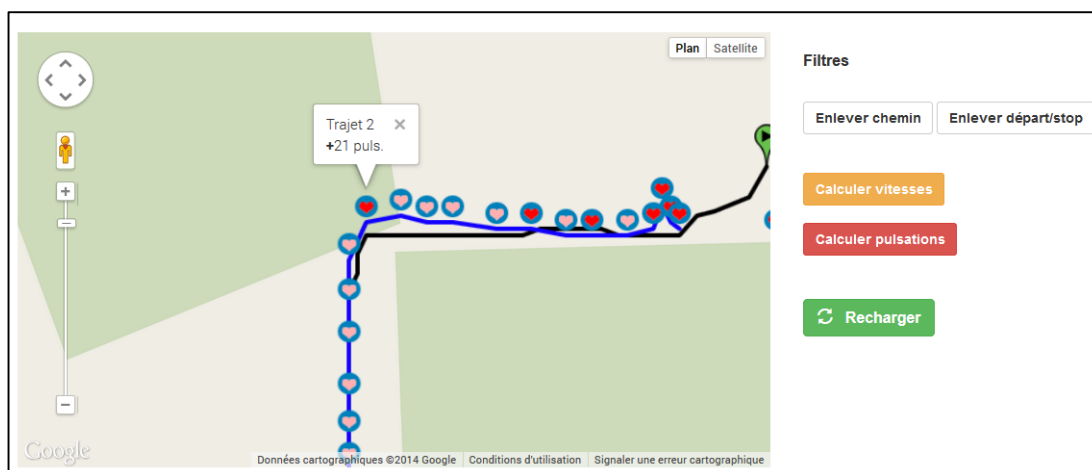 Plan Satellite
Trajet 2
+21 puls.
Google
Données cartographiques ©2014 Google Conditions d'utilisation Signaler une erreur cartographique
Filtres
Enlever chemin Enlever départ/stop
Calculer vitesses
Calculer pulsations
Recharger